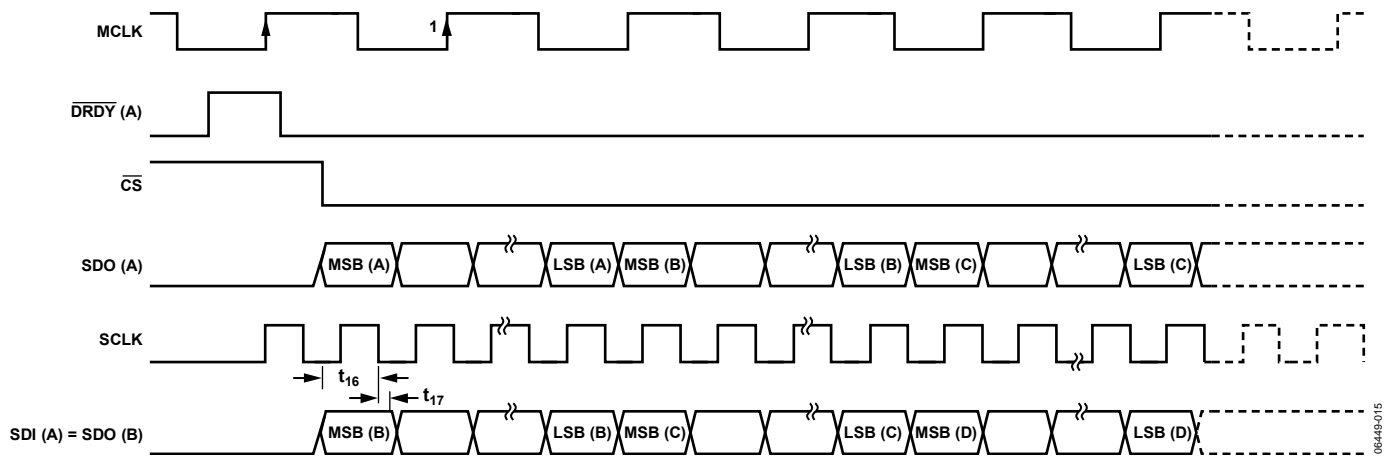 MCLK
1
DRDY (A)
CS
SDO (A)
MSB (A)
LSB (A)
MSB (B)
LSB (B)
MSB (C)
LSB (C)
SCLK
t16
t17
SDI (A) = SDO (B)
MSB (B)
LSB (B)
MSB (C)
LSB (C)
MSB (D)
LSB (D)
06449-015